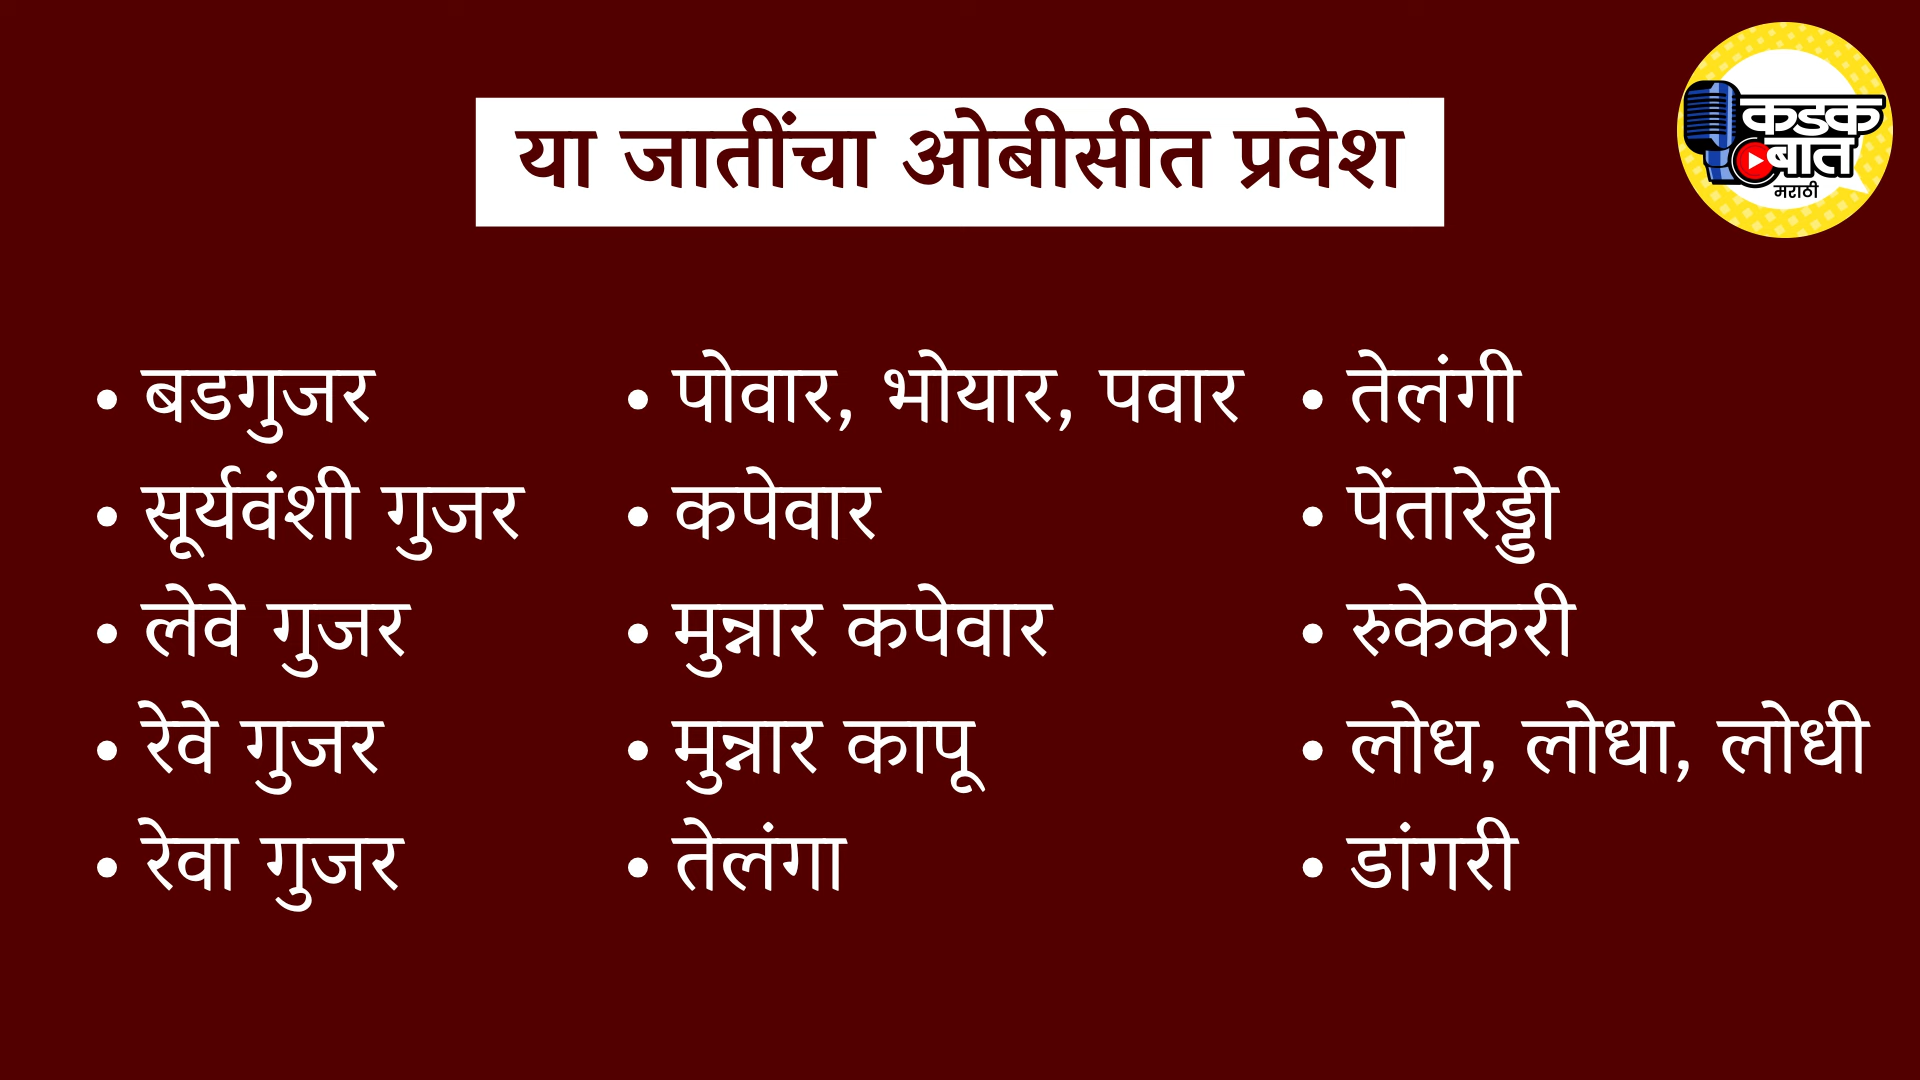 या जातींचा ओबीसीत प्रवेश
कडक
बात
मराठी
• बडगुजर
• सूर्यवंशी गुजर
• लेवे गुजर
• रेवे गुजर
• रेवा गुजर
• पोवार, भोयार, पवार
• कपेवार
• मुन्नार कपेवार
• मुन्नार कापू
• तेलंगा
• तेलंगी
• पेंतारेड्डी
• रुकेकरी
• लोध, लोधा, लोधी
• डांगरी